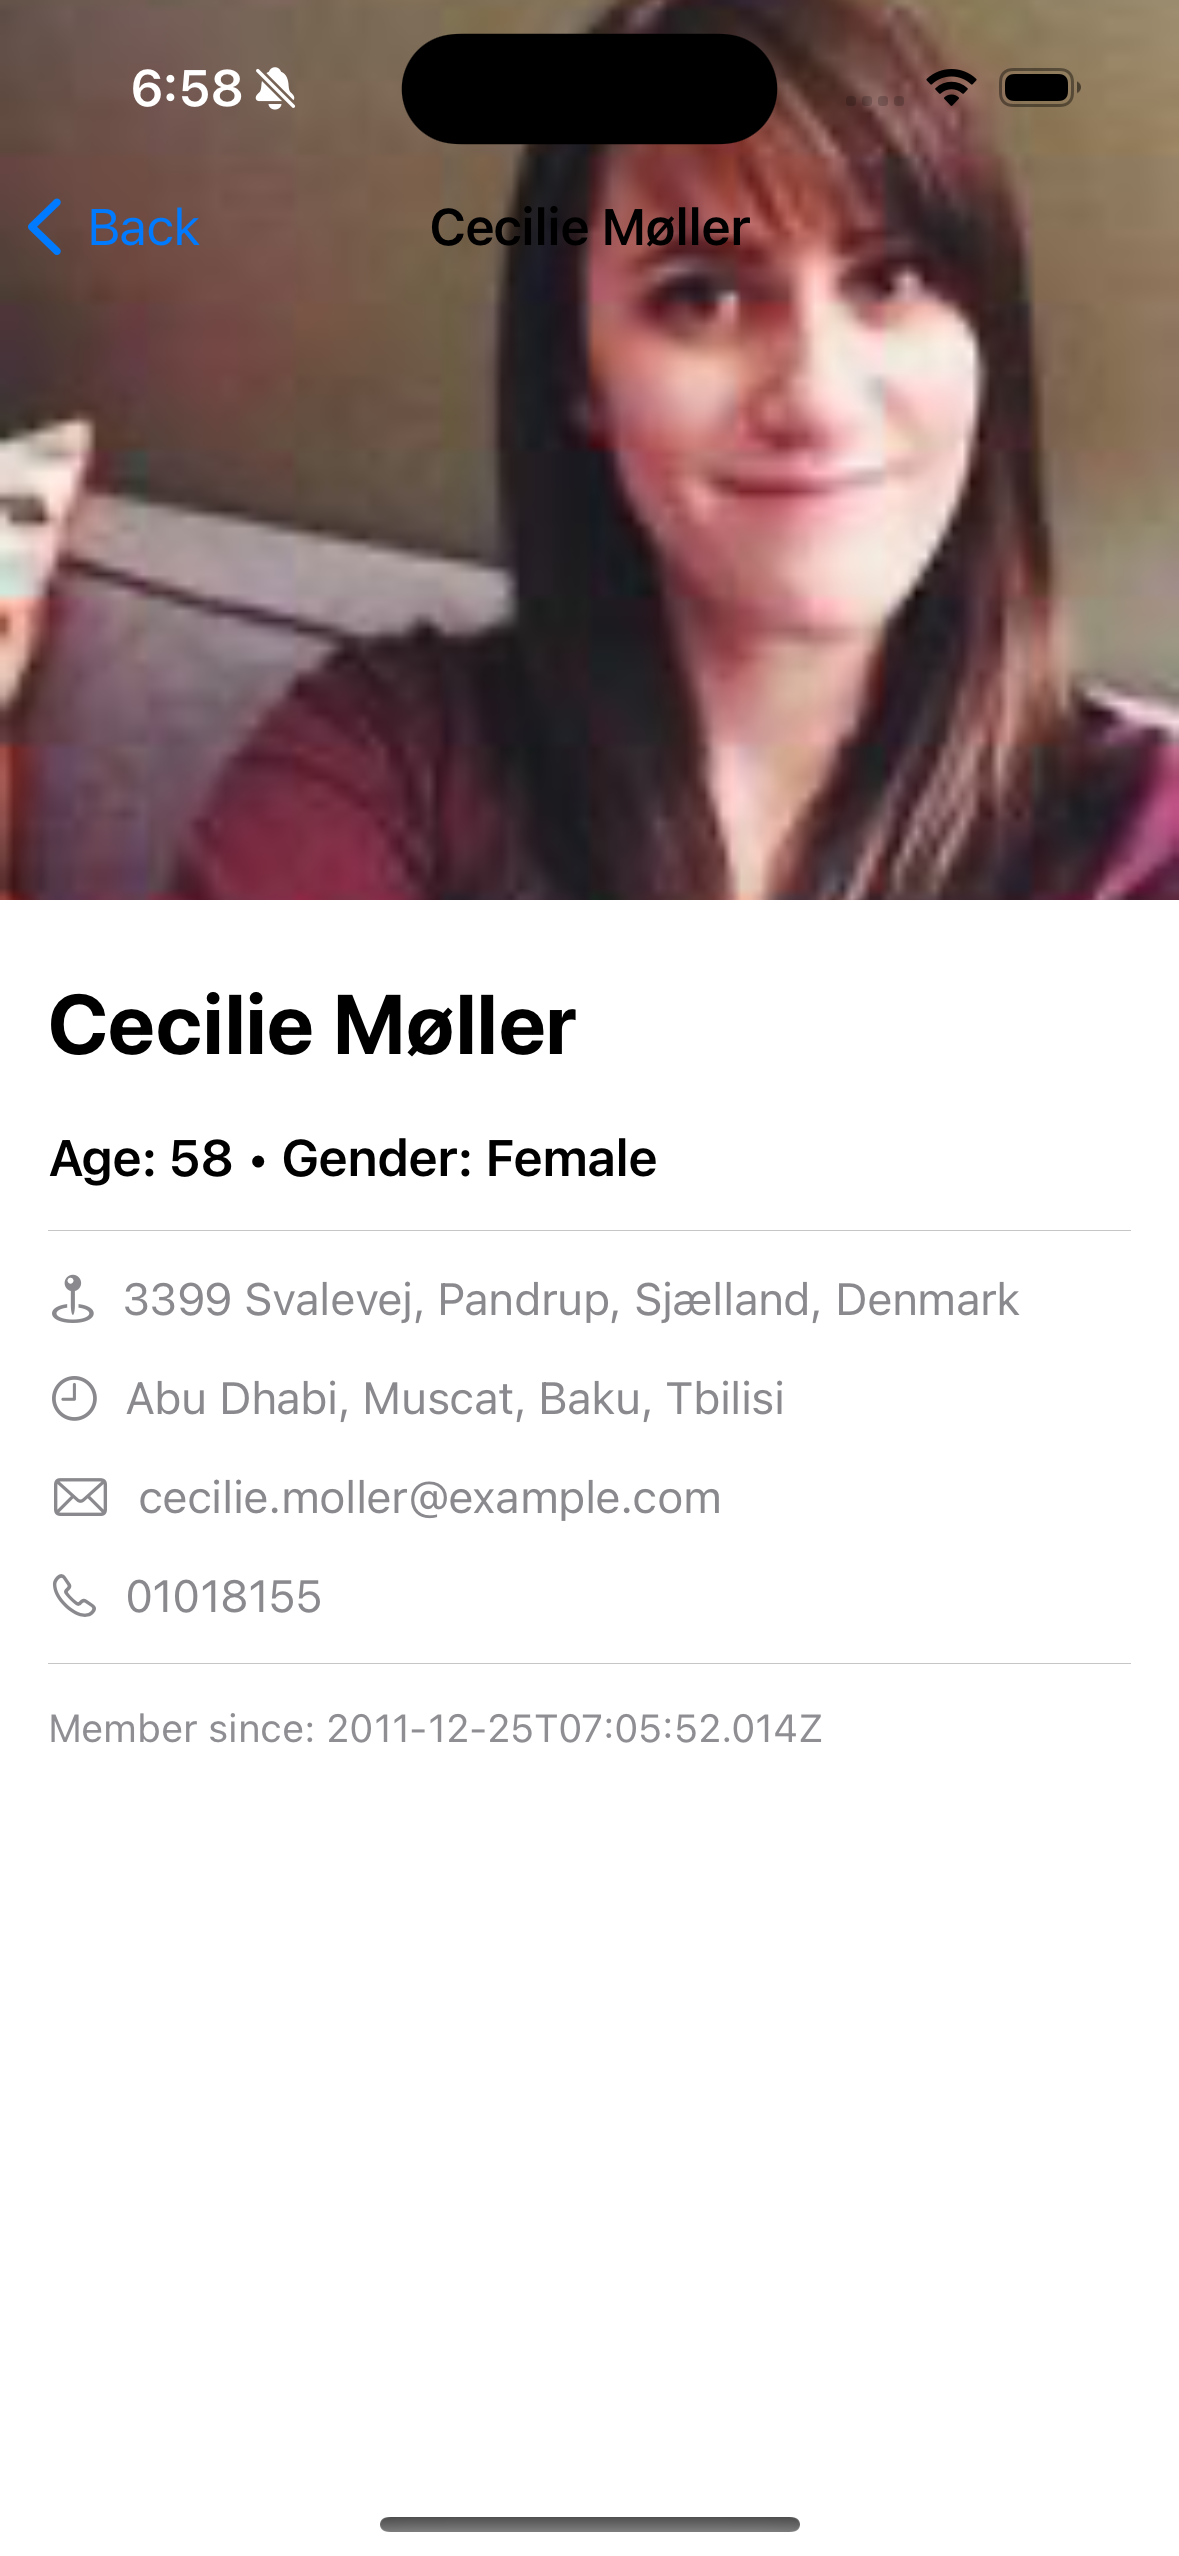 6:58
Back
Cecilie Møller
Cecilie Møller
Age: 58 • Gender: Female
3399 Svalevej, Pandrup, Sjælland, Denmark
Abu Dhabi, Muscat, Baku, Tbilisi
cecilie.moller@example.com
01018155
Member since: 2011-12-25T07:05:52.014Z